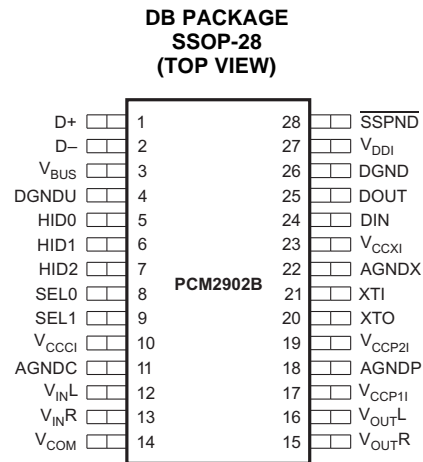 DB PACKAGE
SSOP-28
(TOP VIEW)
D+ 1 28 SSPND
D– 2 27 VDDI
VBUS 3 26 DGND
DGNDU 4 25 DOUT
HID0 5 24 DIN
HID1 6 23 VCCXI
HID2 7 22 AGNDX
PCM2902B
SEL0 8 21 XTI
SEL1 9 20 XTO
VCCCI 10 19 VCCP2I
AGNDC 11 18 AGNDP
VINL 12 17 VCCP1I
VINR 13 16 VOUTL
VCOM 14 15 VOUTR